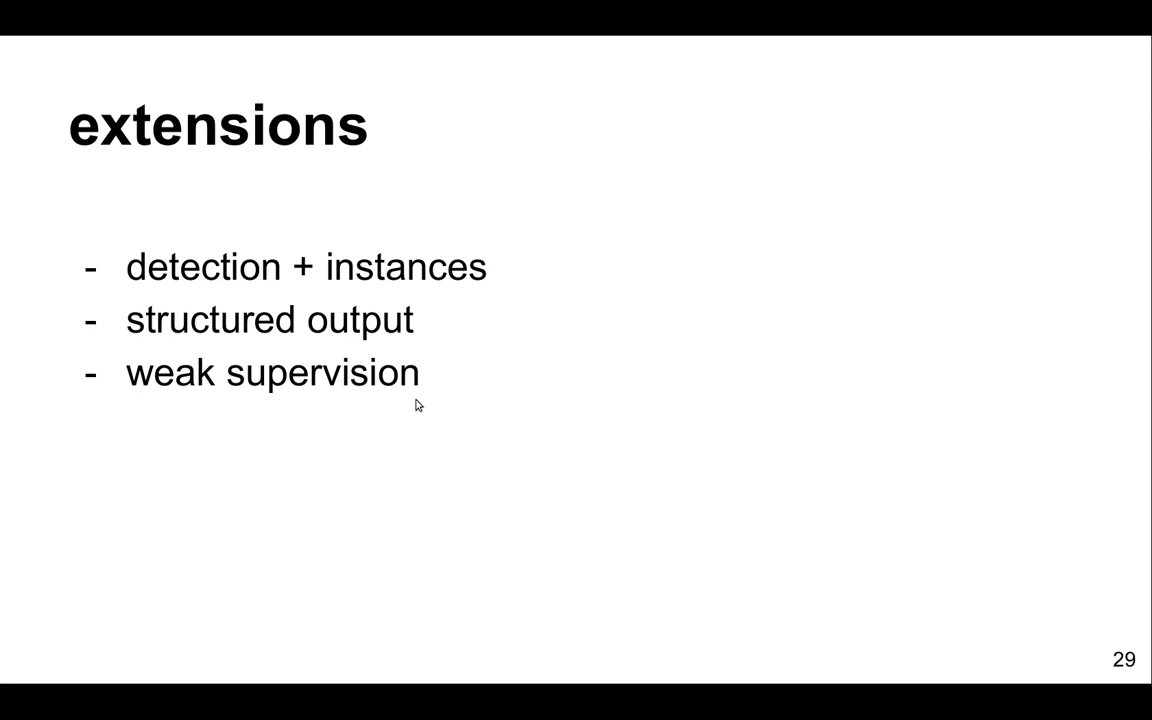 extensions
- detection + instances
- structured output
- weak supervision
29